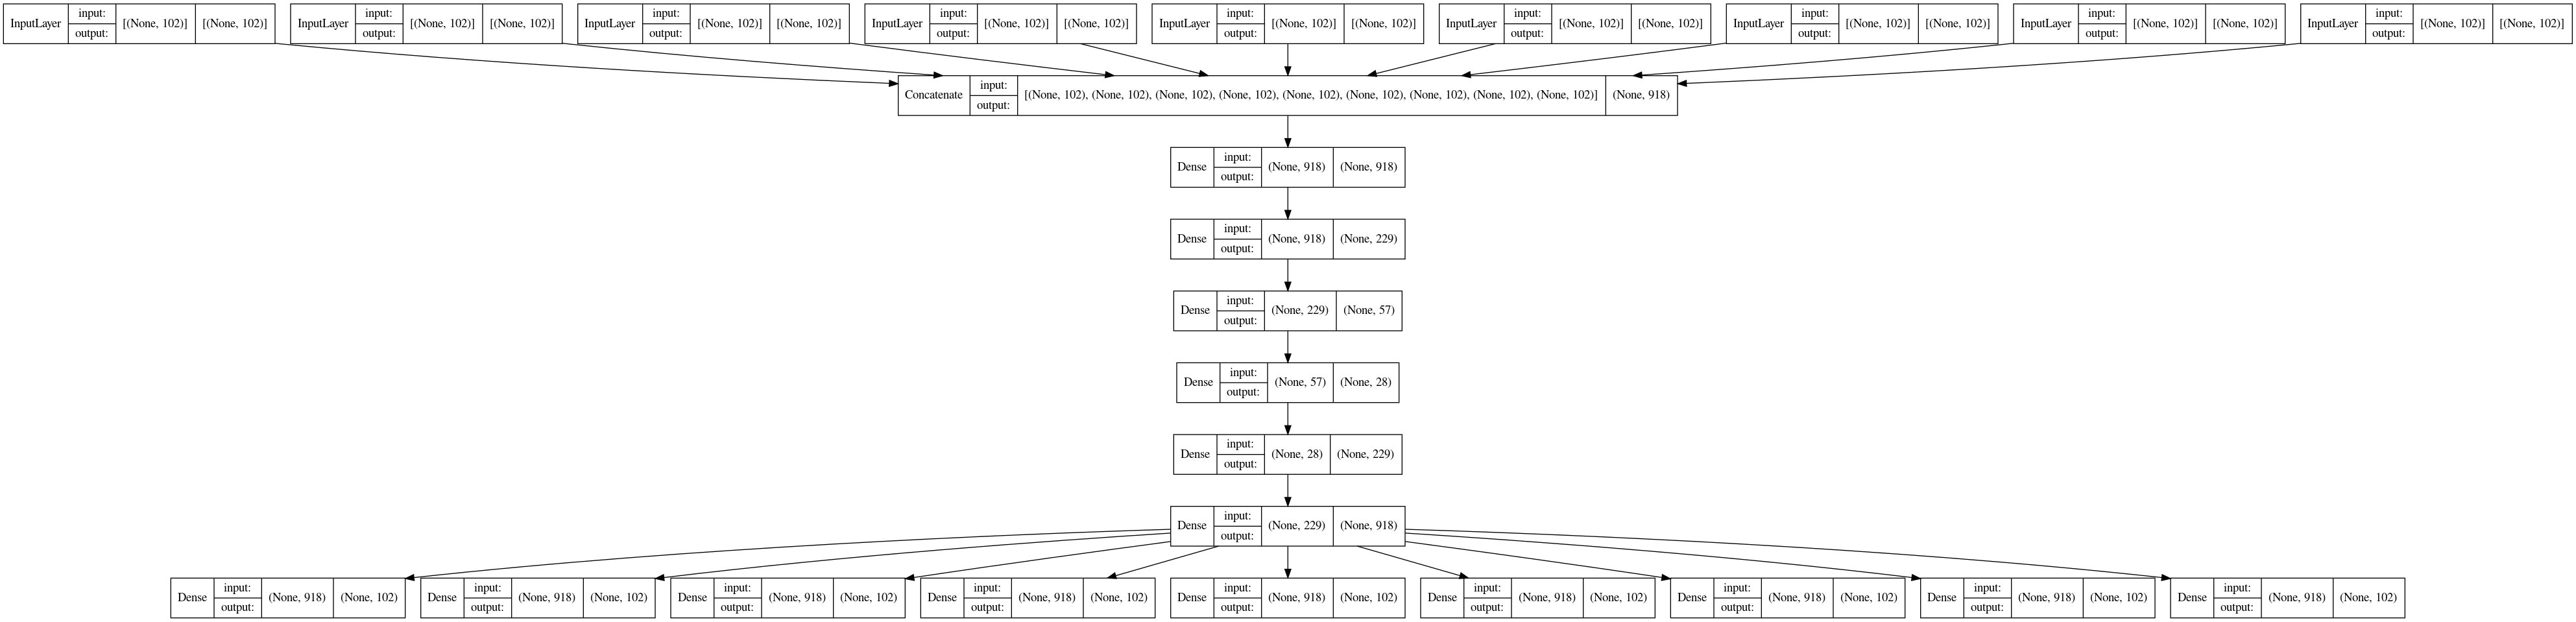 InputLayer input: output: [(None, 102)] [(None, 102)]
InputLayer input: output: [(None, 102)] [(None, 102)]
InputLayer input: output: [(None, 102)] [(None, 102)]
InputLayer input: output: [(None, 102)] [(None, 102)]
InputLayer input: output: [(None, 102)] [(None, 102)]
InputLayer input: output: [(None, 102)] [(None, 102)]
InputLayer input: output: [(None, 102)] [(None, 102)]
InputLayer input: output: [(None, 102)] [(None, 102)]
InputLayer input: output: [(None, 102)] [(None, 102)]
Concatenate input: output: [(None, 102), (None, 102), (None, 102), (None, 102), (None, 102), (None, 102), (None, 102), (None, 102), (None, 102)] (None, 918)
Dense input: output: (None, 918) (None, 918)
Dense input: output: (None, 918) (None, 229)
Dense input: output: (None, 229) (None, 57)
Dense input: output: (None, 57) (None, 28)
Dense input: output: (None, 28) (None, 229)
Dense input: output: (None, 229) (None, 918)
Dense input: output: (None, 918) (None, 102)
Dense input: output: (None, 918) (None, 102)
Dense input: output: (None, 918) (None, 102)
Dense input: output: (None, 918) (None, 102)
Dense input: output: (None, 918) (None, 102)
Dense input: output: (None, 918) (None, 102)
Dense input: output: (None, 918) (None, 102)
Dense input: output: (None, 918) (None, 102)
Dense input: output: (None, 918) (None, 102)